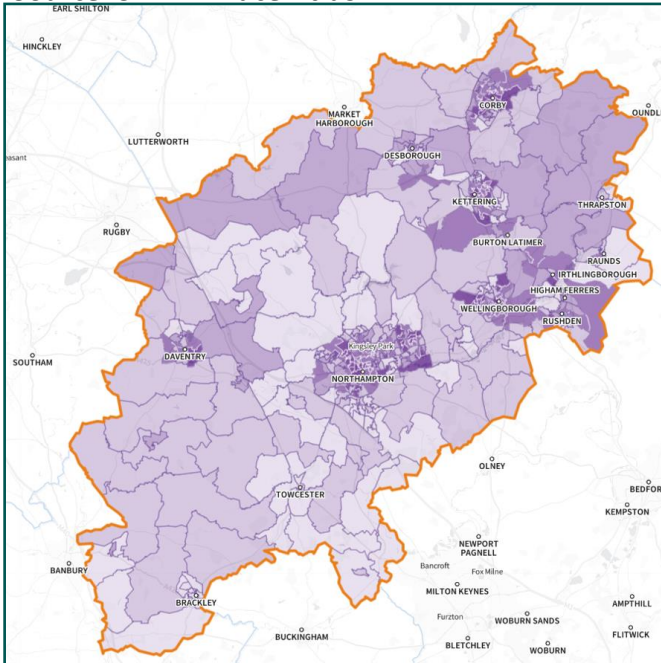 EARL SHILTON
HINCKLEY
MARKET
HARBOROUGH
CORBY
OUNDL
LUTTERWORTH
DESBOROUGH
easant
KETTERING
THRAPSTON
RUGBY
BURTON LATIMER
RAUNDS
IRTHLINGBOROUGH
HIGHAM FERRERS
WELLINGBOROUGH
RUSHDEN
Kingsley Park
DAVENTRY
SOUTHAM
NORTHAMPTON
OLNEY
TOWCESTER
BEDFOR
KEMPSTON
NEWPORT
PAGNELL
BANBURY
Bancroft
Fox Milne
MILTON KEYNES
BRACKLEY
AMPTHILL
Furzton
WOBURN SANDS
BUCKINGHAM
FLITWICK
BLETCHLEY
WOBURN